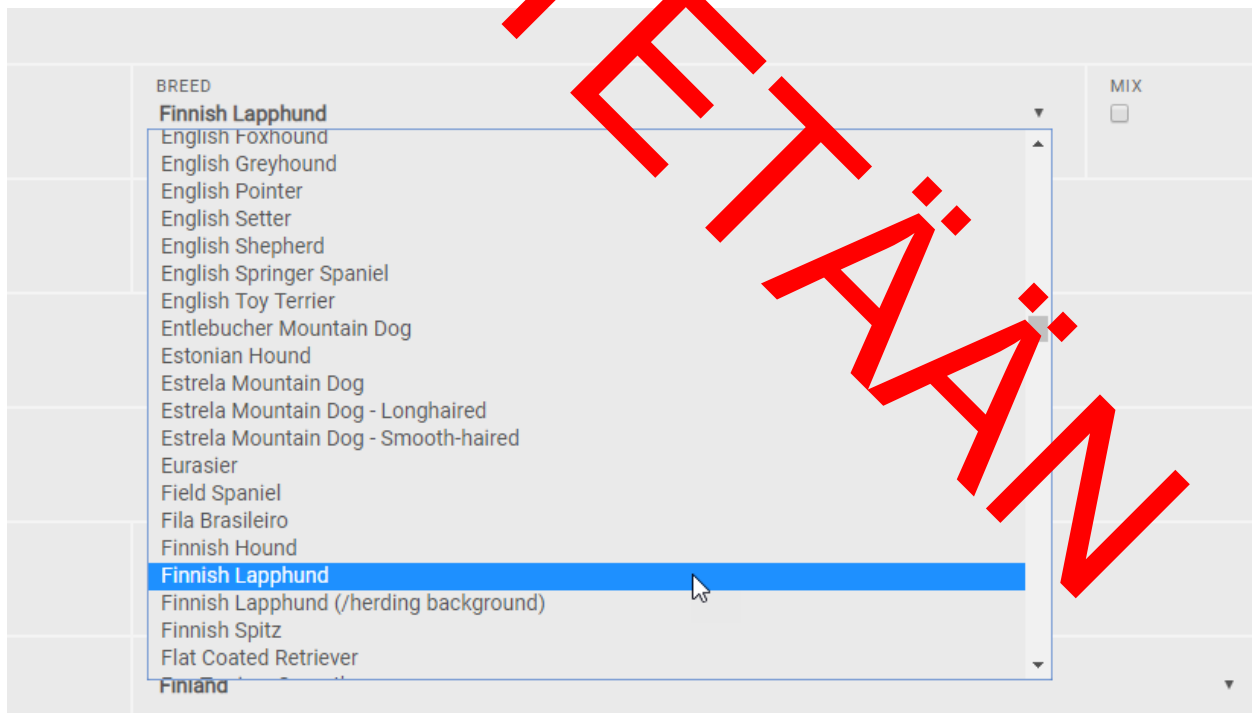 BREED
MIX
Finnish Lapphund
English Foxhound
English Greyhound
English Pointer
English Setter
English Shepherd
English Springer Spaniel
English Toy Terrier
Entlebucher Mountain Dog
Estonian Hound
Estrela Mountain Dog
Estrela Mountain Dog - Longhaired
Estrela Mountain Dog - Smooth-haired
Eurasier
Field Spaniel
Fila Brasileiro
Finnish Hound
Finnish Lapphund
Finnish Lapphund (/herding background)
Finnish Spitz
Flat Coated Retriever
Finland
ETÄÄN